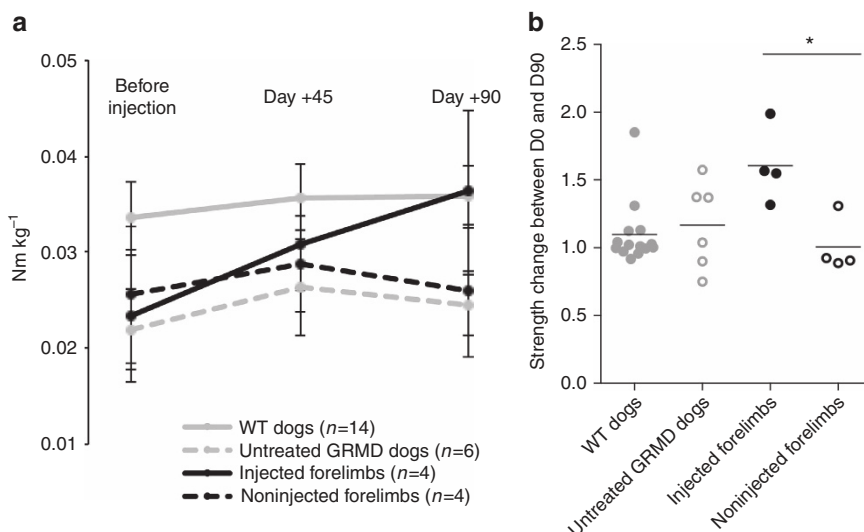 a
0.05
0.04
0.03
0.02
0.01
Nm kg⁻¹
Before
injection
Day +45
Day +90
WT dogs (n=14)
Untreated GRMD dogs (n=6)
Injected forelimbs (n=4)
Noninjected forelimbs (n=4)
b
2.5
2.0
1.5
1.0
0.5
0.0
Strength change between D0 and D90
*
WT dogs
Untreated GRMD dogs
Injected forelimbs
Noninjected forelimbs